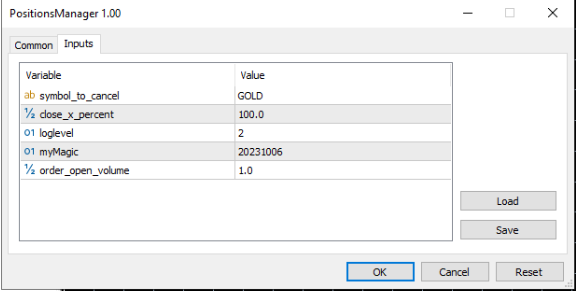 PositionsManager 1.00
Common Inputs
Variable Value
ab symbol_to_cancel GOLD
½ close_x_percent 100.0
01 loglevel 2
01 myMagic 20231006
½ order_open_volume 1.0
Load
Save
OK Cancel Reset